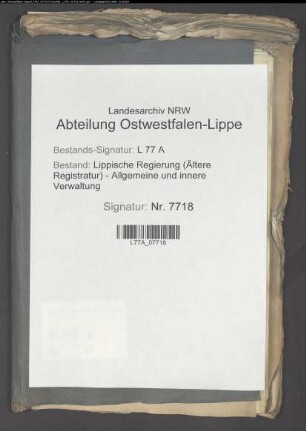 Landesarchiv NRW
Abteilung Ostwestfalen-Lippe
Bestands-Signatur: L 77 A
Bestand: Lippische Regierung (Ältere
Registratur) - Allgemeine und innere
Verwaltung
Signatur: Nr. 7718
L77A_07718